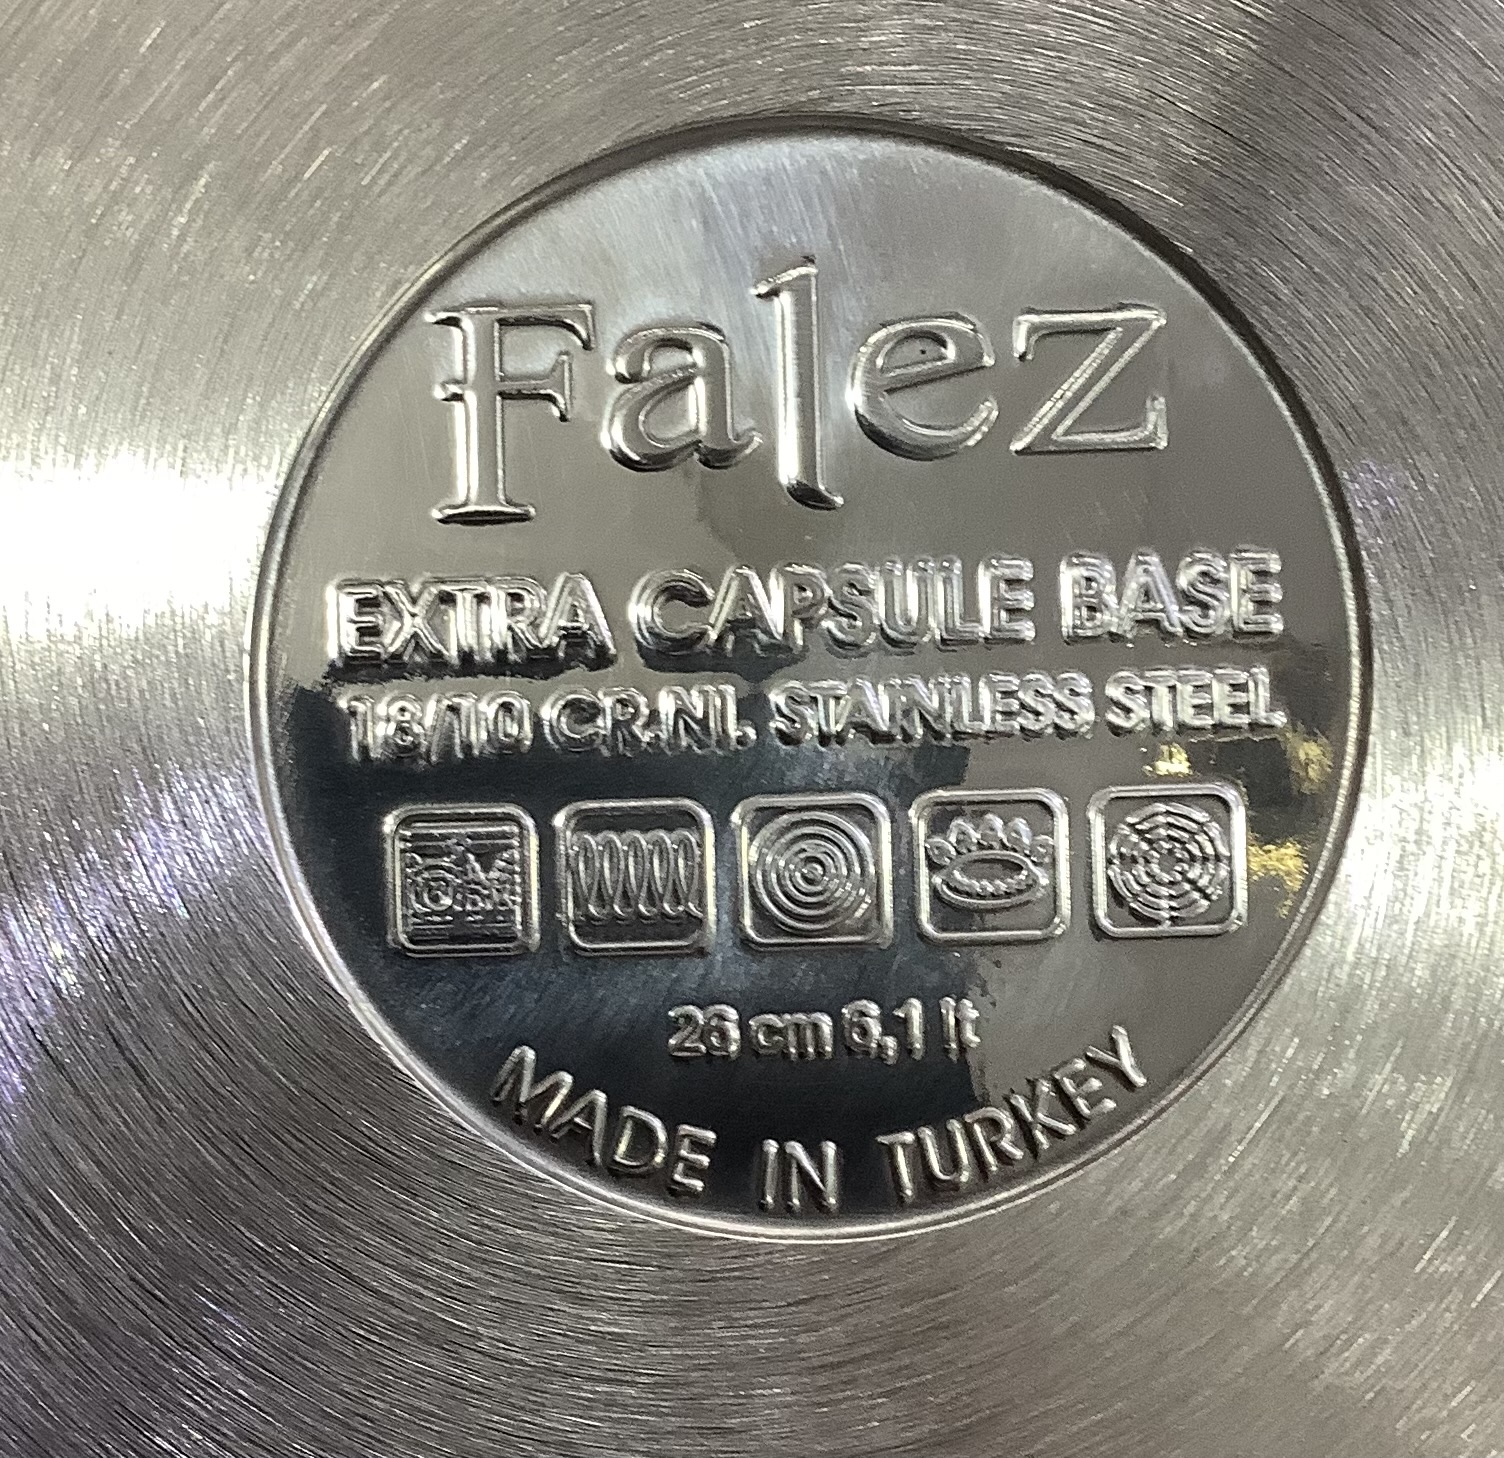 Falez
EXTRA CAPSULE BASE
18/10 CR.NI. STAINLESS STEEL
26 cm 6,1 lt
MADE IN TURKEY